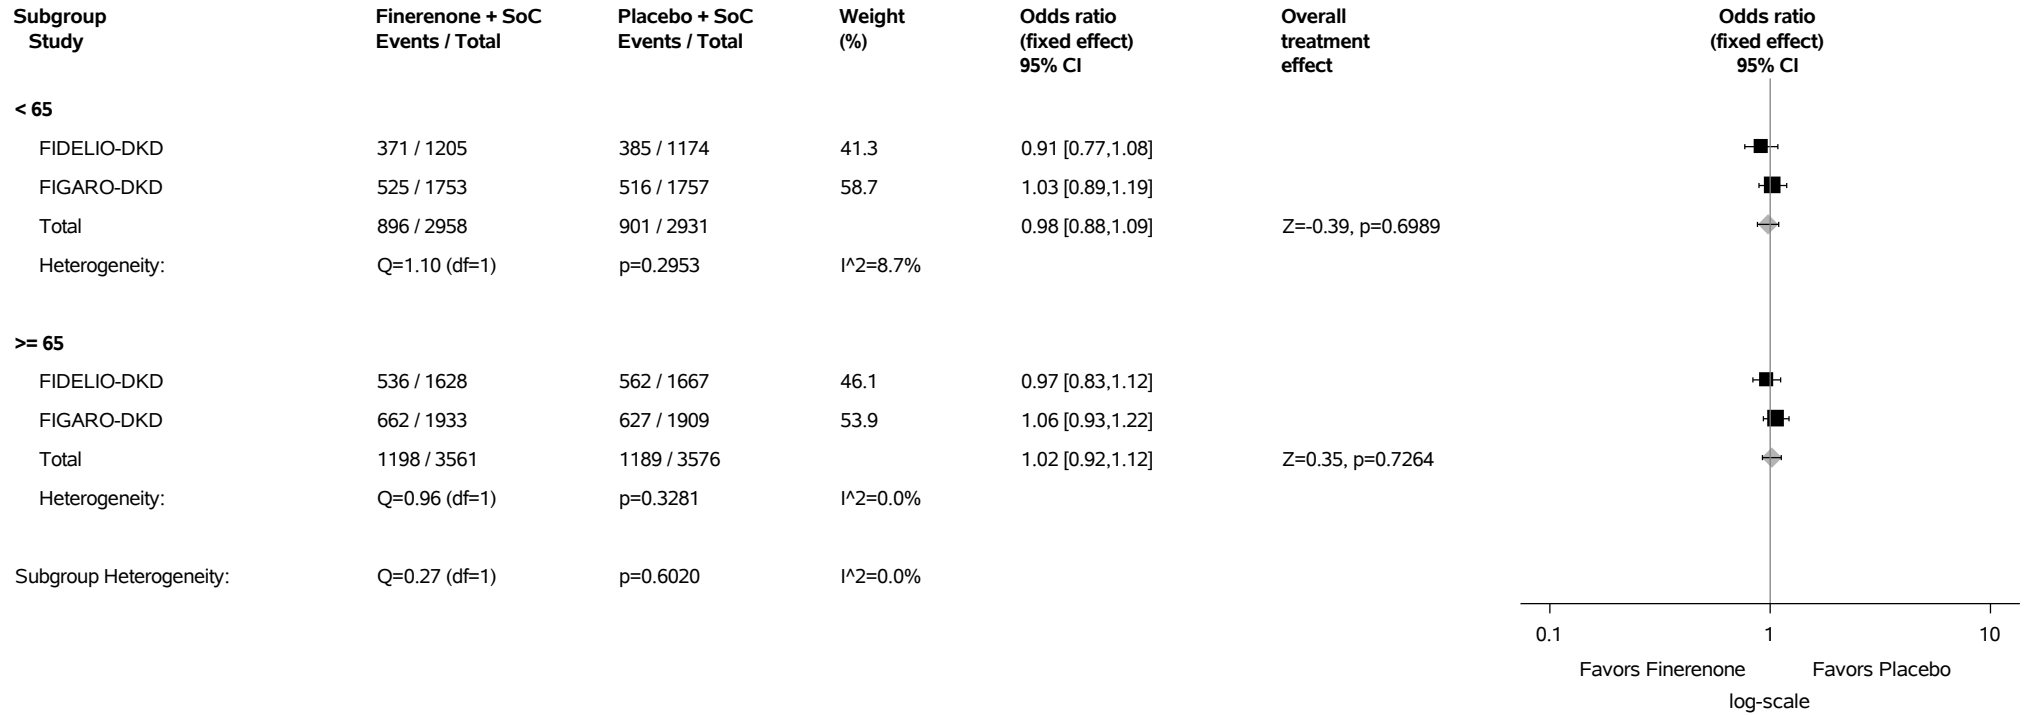 Subgroup Finerenone + SoC Placebo + SoC Weight Odds ratio Overall Odds ratio
Study Events / Total Events / Total (%) (fixed effect) treatment (fixed effect)
95% CI effect 95% CI
< 65
FIDELIO-DKD 371 / 1205 385 / 1174 41.3 0.91 [0.77,1.08]
FIGARO-DKD 525 / 1753 516 / 1757 58.7 1.03 [0.89,1.19]
Total 896 / 2958 901 / 2931 0.98 [0.88,1.09] Z=-0.39, p=0.6989
Heterogeneity: Q=1.10 (df=1) p=0.2953 I^2=8.7%
>= 65
FIDELIO-DKD 536 / 1628 562 / 1667 46.1 0.97 [0.83,1.12]
FIGARO-DKD 662 / 1933 627 / 1909 53.9 1.06 [0.93,1.22]
Total 1198 / 3561 1189 / 3576 1.02 [0.92,1.12] Z=0.35, p=0.7264
Heterogeneity: Q=0.96 (df=1) p=0.3281 I^2=0.0%
Subgroup Heterogeneity: Q=0.27 (df=1) p=0.6020 I^2=0.0%
0.1 1 10
Favors Finerenone Favors Placebo
log-scale